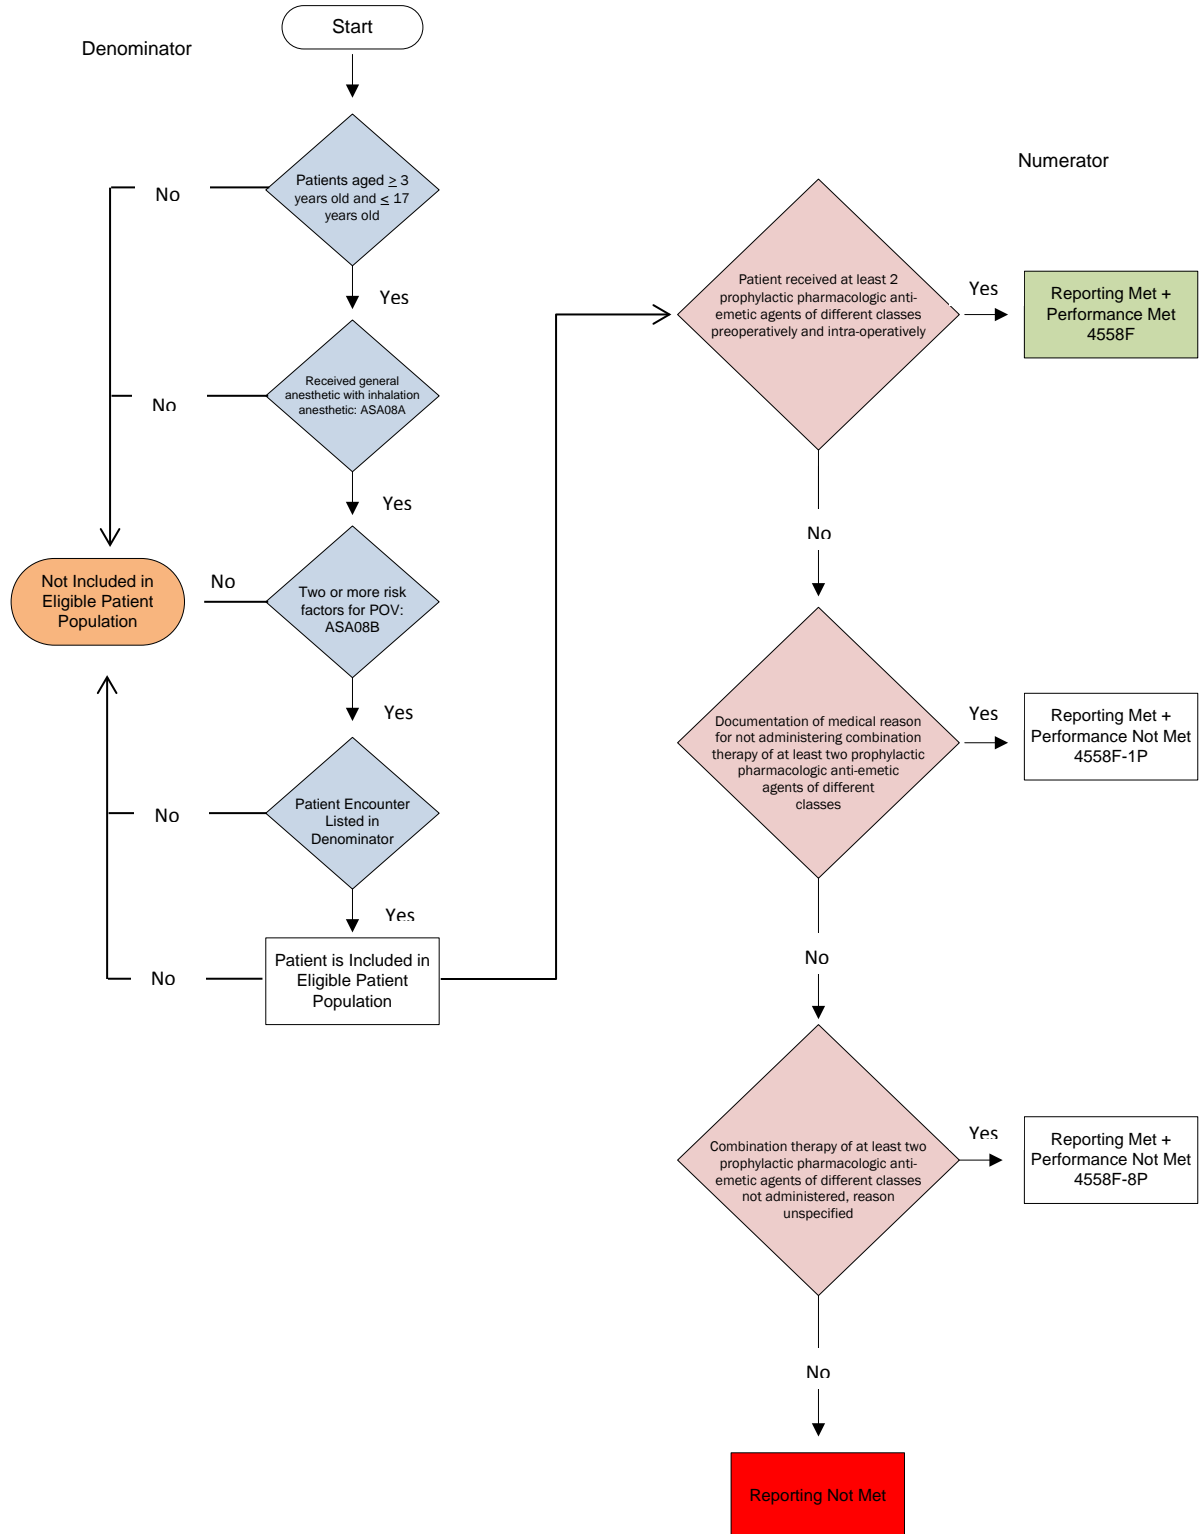 Start
Denominator
Patients aged ≥ 3
years old and ≤ 17
years old
No
Yes
Received general
anesthetic with inhalation
anesthetic: ASA08A
No
Yes
Two or more risk
factors for POV:
ASA08B
No
Not Included in
Eligible Patient
Population
Yes
Patient Encounter
Listed in
Denominator
No
Yes
Patient is Included in
Eligible Patient
Population
No
Numerator
Patient received at least 2
prophylactic pharmacologic anti-
emetic agents of different classes
preoperatively and intra-operatively
Yes
Reporting Met +
Performance Met
4558F
No
Documentation of medical reason
for not administering combination
therapy of at least two prophylactic
pharmacologic anti-emetic
agents of different
classes
Yes
Reporting Met +
Performance Not Met
4558F-1P
No
Combination therapy of at least two
prophylactic pharmacologic anti-
emetic agents of different classes
not administered, reason
unspecified
Yes
Reporting Met +
Performance Not Met
4558F-8P
No
Reporting Not Met